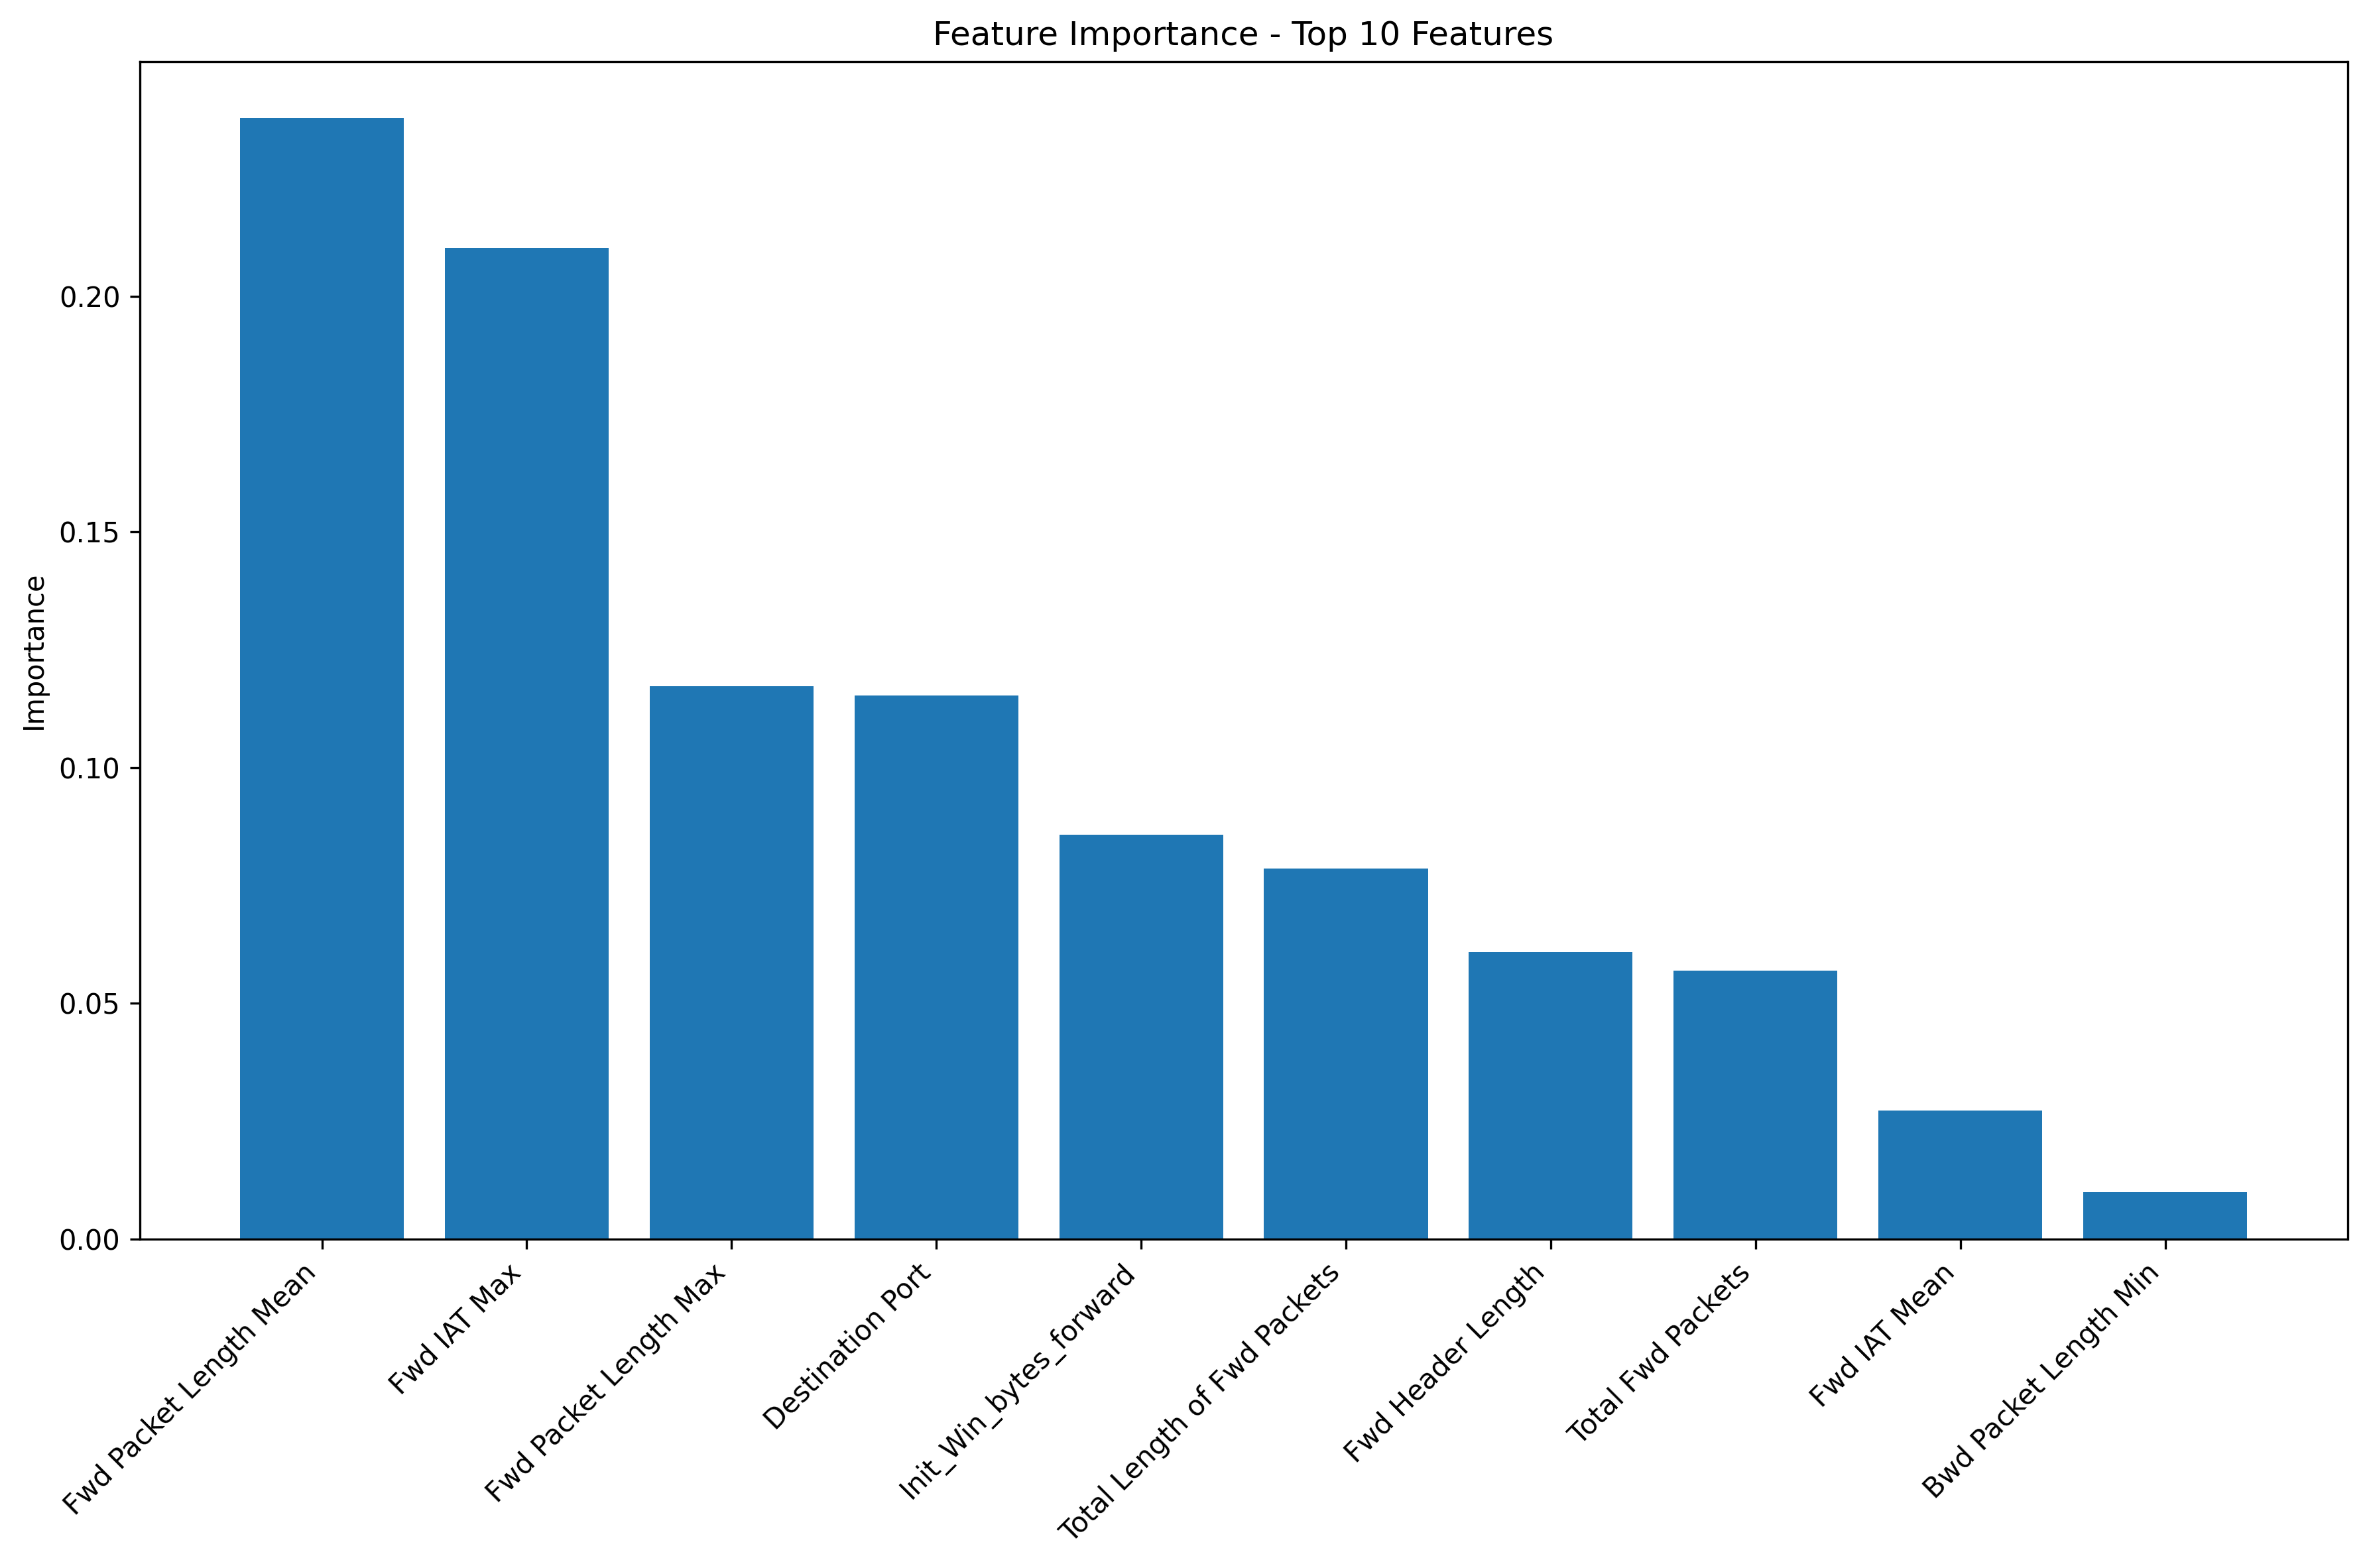 Feature Importance - Top 10 Features
Importance
0.20
0.15
0.10
0.05
0.00
Fwd Packet Length Mean
Fwd IAT Max
Fwd Packet Length Max
Destination Port
Init_Win_bytes_forward
Total Length of Fwd Packets
Fwd Header Length
Total Fwd Packets
Fwd IAT Mean
Bwd Packet Length Min